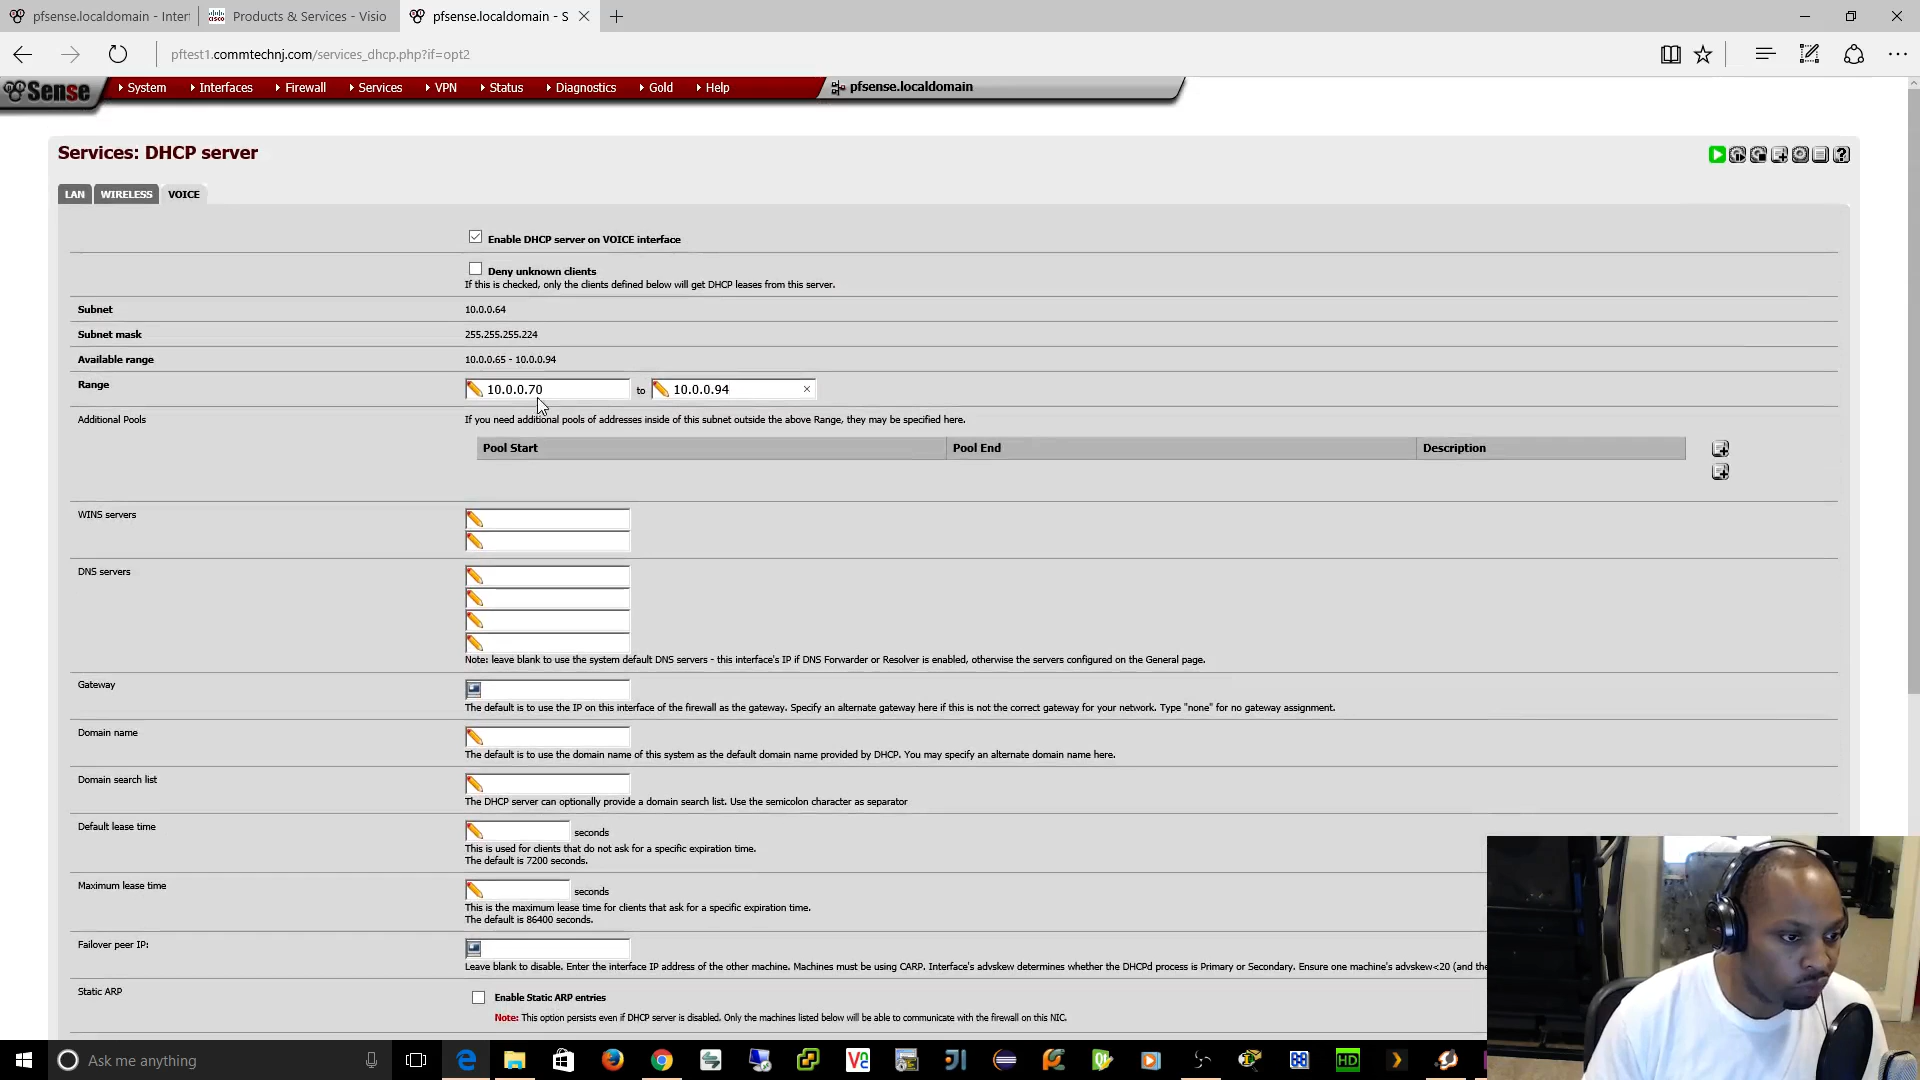 pfsense.localdomain - Inter
Products & Services - Visio
pfsense.localdomain - S
pftest1.commtechnj.com/services_dhcp.php?if=opt2
Sense
System
Interfaces
Firewall
Services
VPN
Status
Diagnostics
Gold
Help
pfsense.localdomain
Services: DHCP server
LAN
WIRELESS
VOICE
Enable DHCP server on VOICE interface
Deny unknown clients
If this is checked, only the clients defined below will get DHCP leases from this server.
Subnet
10.0.0.64
Subnet mask
255.255.255.224
Available range
10.0.0.65 - 10.0.0.94
Range
10.0.0.70
to
10.0.0.94
Additional Pools
If you need additional pools of addresses inside of this subnet outside the above Range, they may be specified here.
Pool Start
Pool End
Description
WINS servers
DNS servers
Note: leave blank to use the system default DNS servers - this interface's IP if DNS Forwarder or Resolver is enabled, otherwise the servers configured on the General page.
Gateway
The default is to use the IP on this interface of the firewall as the gateway. Specify an alternate gateway here if this is not the correct gateway for your network. Type "none" for no gateway assignment.
Domain name
The default is to use the domain name of this system as the default domain name provided by DHCP. You may specify an alternate domain name here.
Domain search list
The DHCP server can optionally provide a domain search list. Use the semicolon character as separator
Default lease time
seconds
This is used for clients that do not ask for a specific expiration time.
The default is 7200 seconds.
Maximum lease time
seconds
This is the maximum lease time for clients that ask for a specific expiration time.
The default is 86400 seconds.
Failover peer IP:
Leave blank to disable. Enter the interface IP address of the other machine. Machines must be using CARP. Interface's advskew determines whether the DHCPd process is Primary or Secondary. Ensure one machine's advskew<20 (and the
Static ARP
Enable Static ARP entries
Note: This option persists even if DHCP server is disabled. Only the machines listed below will be able to communicate with the firewall on this NIC.
Ask me anything
HD